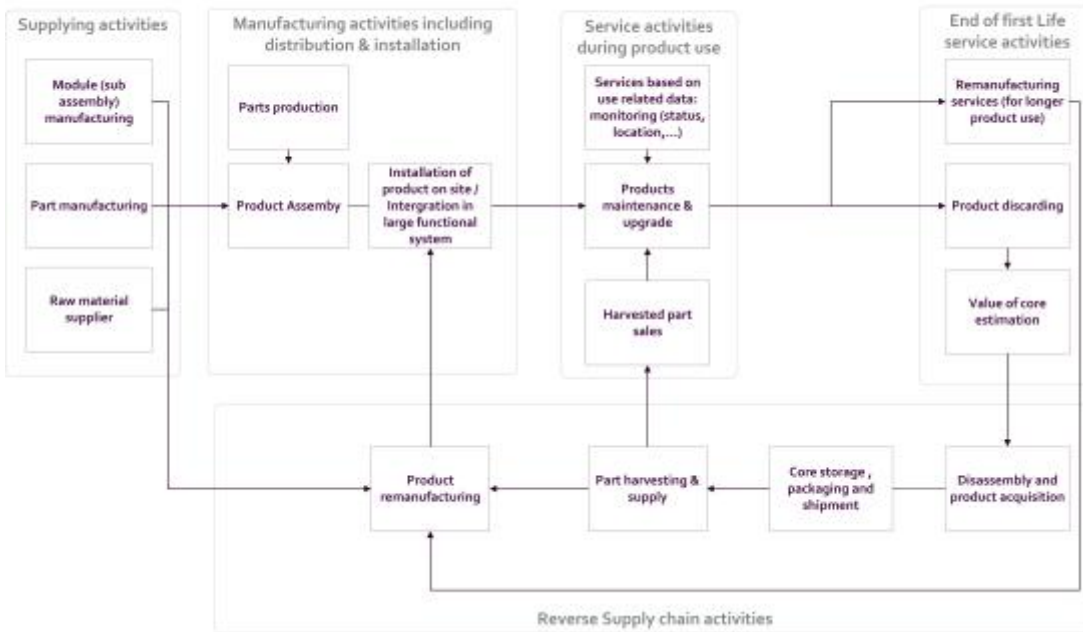 Supplying activities
Module (sub
assembly)
manufacturing
Part manufacturing
Raw material
supplier
Manufacturing activities including
distribution & installation
Parts production
Product Assemby
Installation of
product on site /
Intergration in
large functional
system
Service activities
during product use
Services based on
use related data:
monitoring (status,
location,...)
Products
maintenance &
upgrade
Harvested part
sales
End of first Life
service activities
Remanufacturing
services (for longer
product use)
Product discarding
Value of core
estimation
Product
remanufacturing
Part harvesting &
supply
Core storage ,
packaging and
shipment
Disassembly and
product acquisition
Reverse Supply chain activities